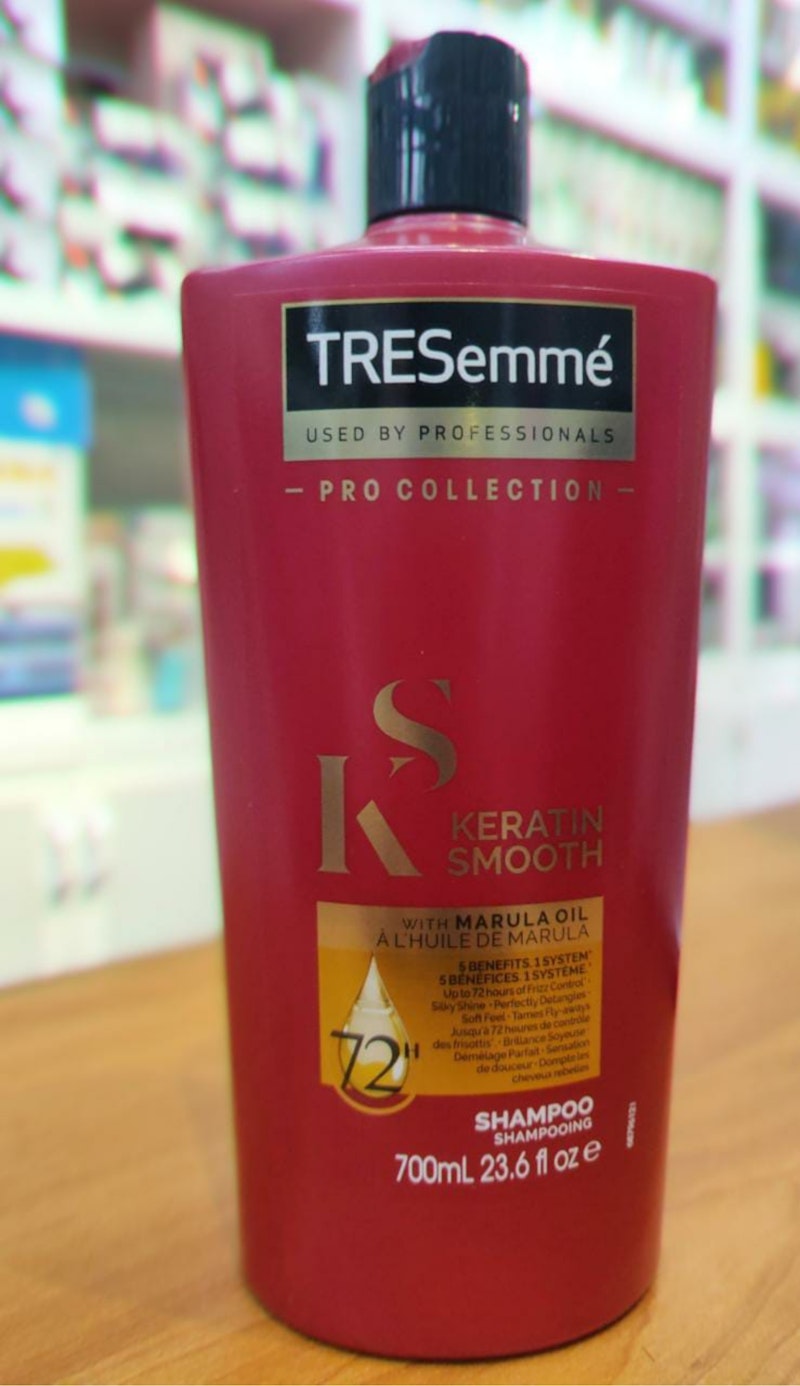 TRESemmé
USED BY PROFESSIONALS
– PRO COLLECTION –
KS
KERATIN
SMOOTH
WITH MARULA OIL
À L'HUILE DE MARULA
5 BENEFITS. 1 SYSTEM*
5 BÉNÉFICES. 1 SYSTÈME.*
Up to 72 hours of Frizz Control* •
Silky Shine • Perfectly Detangles •
Soft Feel • Tames Fly-aways
Jusqu'à 72 heures de contrôle
des frisottis* • Brillance Soyeuse •
Démêlage Parfait • Sensation
de douceur • Dompte les
cheveux rebelles
72H
SHAMPOO
SHAMPOOING
700mL 23.6 fl oz e